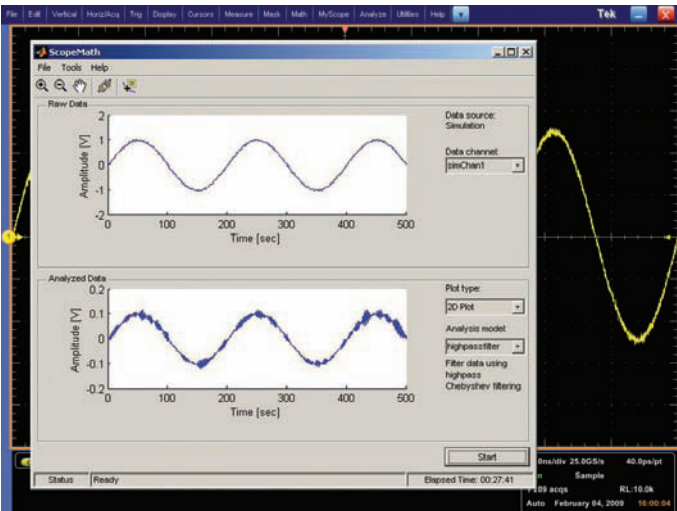 File Edit Vertical Horiz/Acq Trig Display Cursors Measure Mask Math MyScope Analyze Utilities Help Tek
ScopeMath
File Tools Help
Raw Data
Amplitude [V]
2
1
0
-1
-2
0 100 200 300 400 500
Time [sec]
Data source:
Simulation
Data channel:
simChan1
Analyzed Data
Amplitude [V]
0.2
0.1
0
-0.1
-0.2
0 100 200 300 400 500
Time [sec]
Plot type:
2D Plot
Analysis model:
highpassfilter
Filter data using
highpass
Chebyshev filtering
Start
Status Ready Elapsed Time: 00:27:41
1
25.0GS/s 40.0ps/pt
Sample
acqs RL:10.0k
Auto February 04, 2009 16:00:04